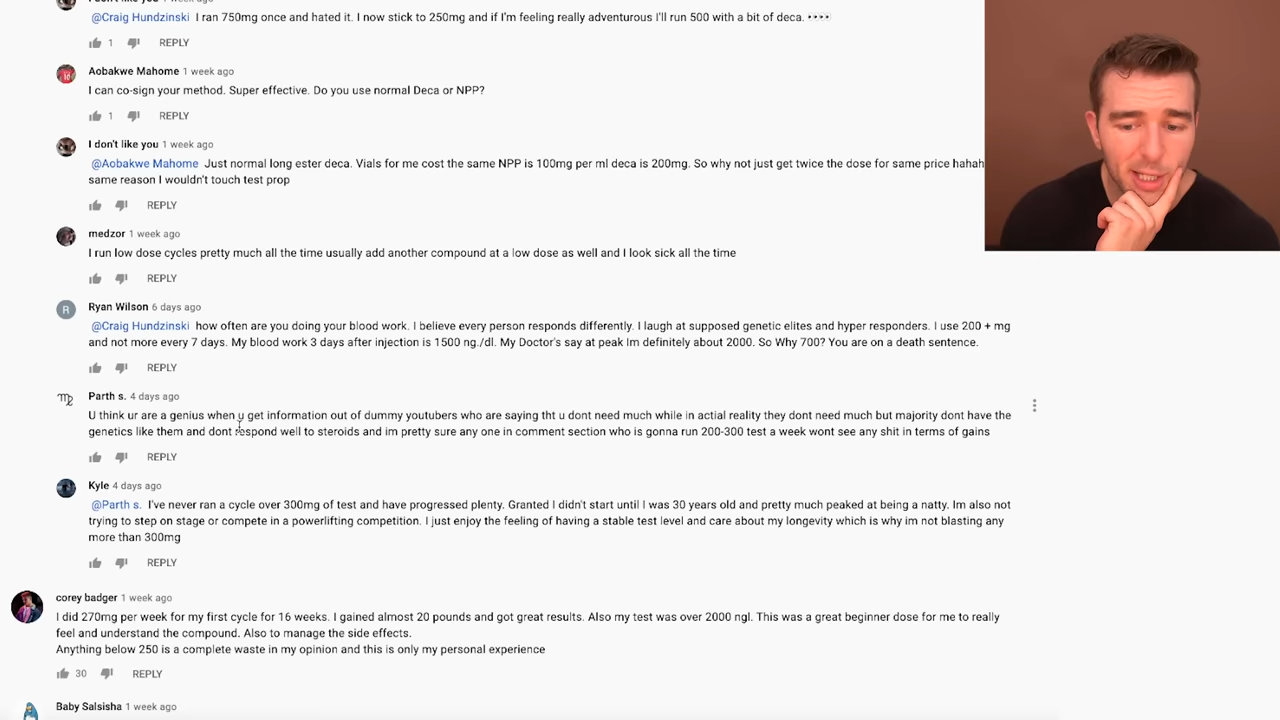 @Craig Hundzinski I ran 750mg once and hated it. I now stick to 250mg and if I'm feeling really adventurous I'll run 500 with a bit of deca. 👀👀
1 REPLY
Aobakwe Mahome 1 week ago
I can co-sign your method. Super effective. Do you use normal Deca or NPP?
1 REPLY
I don't like you 1 week ago
@Aobakwe Mahome Just normal long ester deca. Vials for me cost the same NPP is 100mg per ml deca is 200mg. So why not just get twice the dose for same price hahah
same reason I wouldn't touch test prop
REPLY
medzor 1 week ago
I run low dose cycles pretty much all the time usually add another compound at a low dose as well and I look sick all the time
REPLY
R Ryan Wilson 6 days ago
@Craig Hundzinski how often are you doing your blood work. I believe every person responds differently. I laugh at supposed genetic elites and hyper responders. I use 200 + mg
and not more every 7 days. My blood work 3 days after injection is 1500 ng./dl. My Doctor's say at peak Im definitely about 2000. So Why 700? You are on a death sentence.
REPLY
Parth s. 4 days ago
U think ur are a genius when u get information out of dummy youtubers who are saying tht u dont need much while in actial reality they dont need much but majority dont have the
genetics like them and dont respond well to steroids and im pretty sure any one in comment section who is gonna run 200-300 test a week wont see any shit in terms of gains
REPLY
Kyle 4 days ago
@Parth s. I've never ran a cycle over 300mg of test and have progressed plenty. Granted I didn't start until I was 30 years old and pretty much peaked at being a natty. Im also not
trying to step on stage or compete in a powerlifting competition. I just enjoy the feeling of having a stable test level and care about my longevity which is why im not blasting any
more than 300mg
REPLY
corey badger 1 week ago
I did 270mg per week for my first cycle for 16 weeks. I gained almost 20 pounds and got great results. Also my test was over 2000 ngl. This was a great beginner dose for me to really
feel and understand the compound. Also to manage the side effects.
Anything below 250 is a complete waste in my opinion and this is only my personal experience
30 REPLY
Baby Salsisha 1 week ago